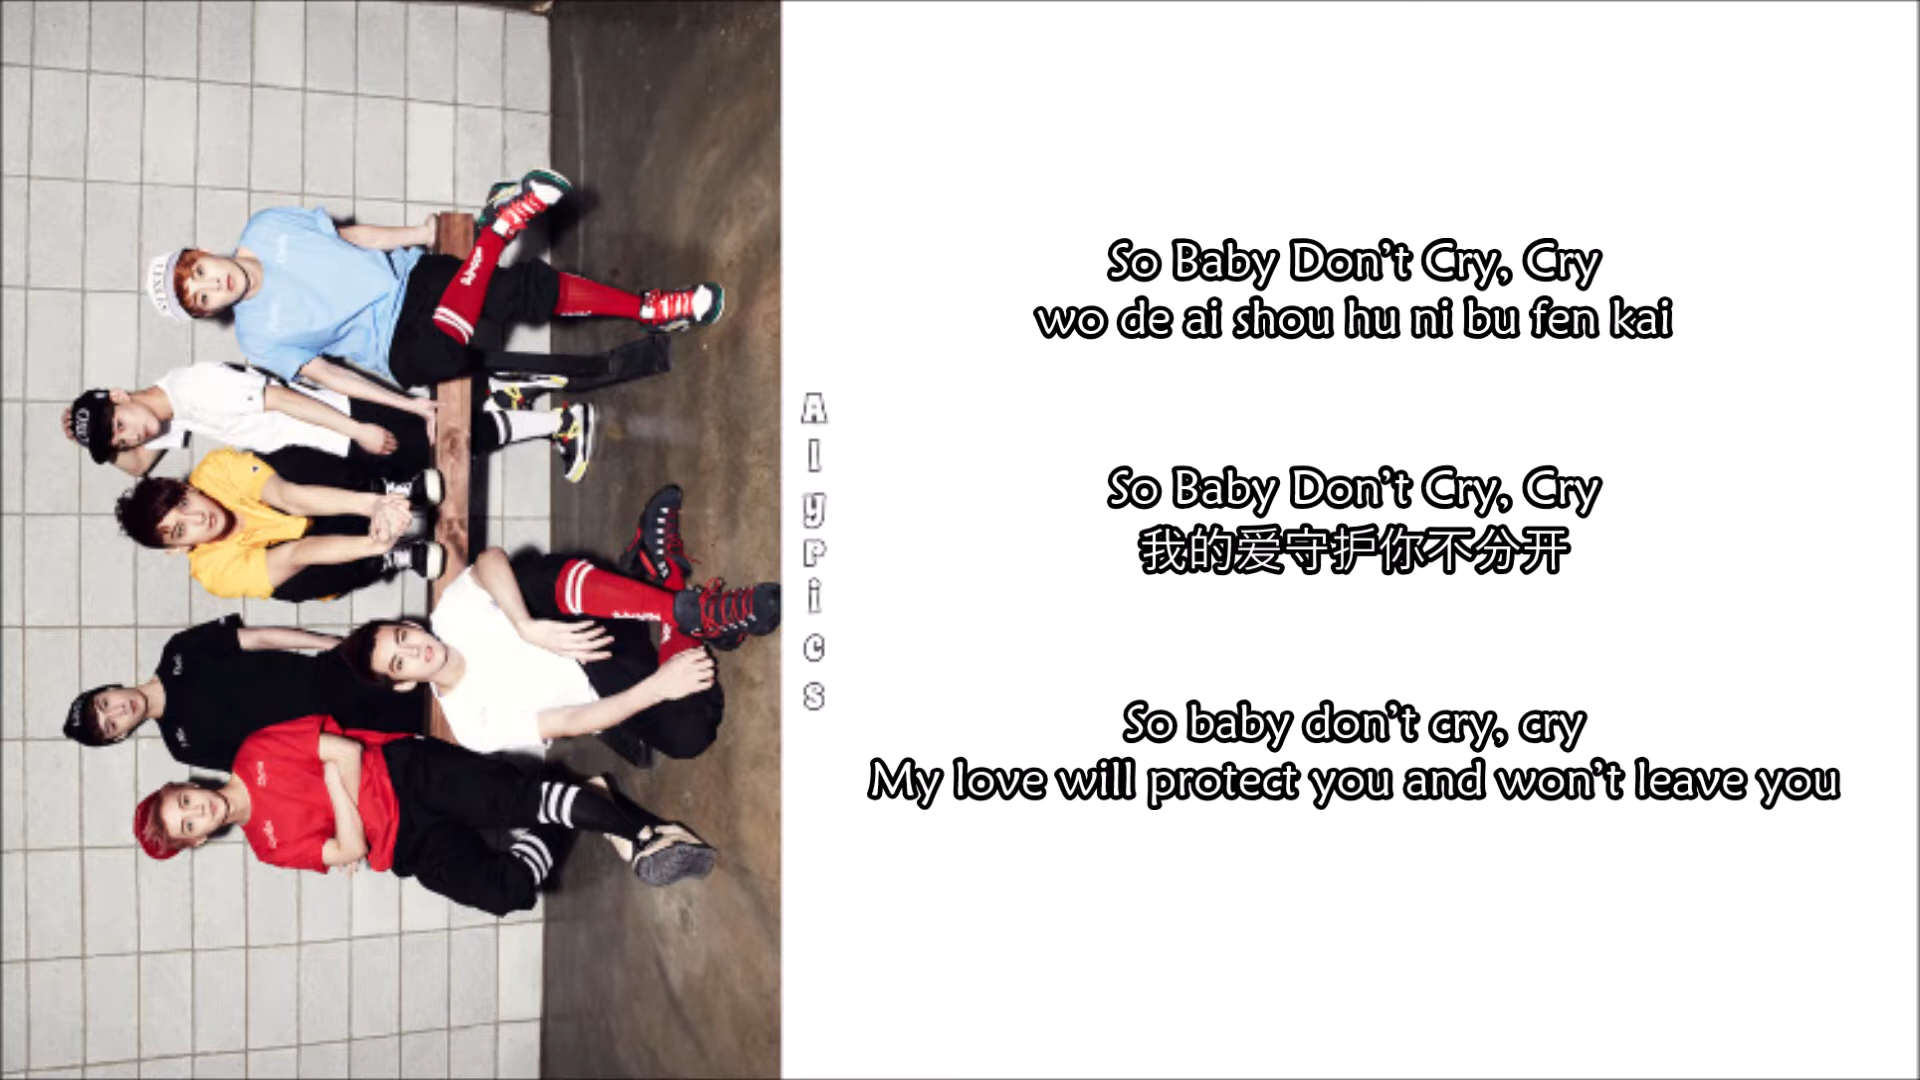 So Baby Don't Cry, Cry
wo de ai shou hu ni bu fen kai
So Baby Don't Cry, Cry
我的爱守护你不分开
So baby don't cry, cry
My love will protect you and won't leave you
AlyPics